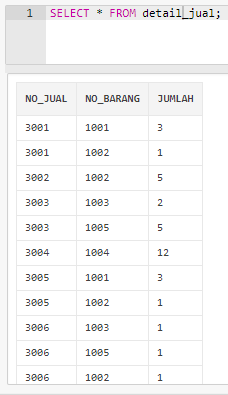 1 SELECT * FROM detail_jual;
NO_JUAL NO_BARANG JUMLAH
3001 1001 3
3001 1002 1
3002 1002 5
3003 1003 2
3003 1005 5
3004 1004 12
3005 1001 3
3005 1002 1
3006 1003 1
3006 1005 1
3006 1002 1